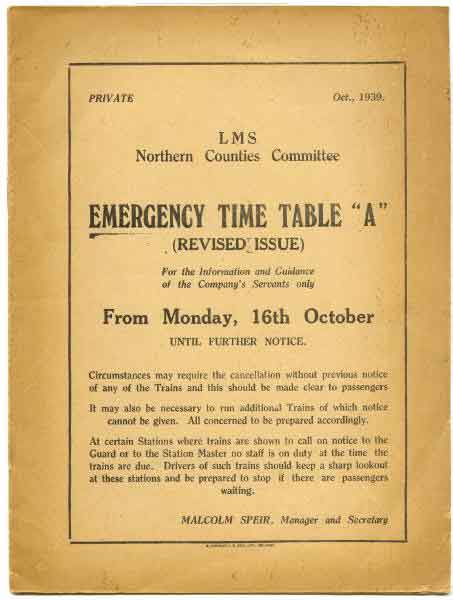 PRIVATE Oct., 1939.
LMS
Northern Counties Committee
EMERGENCY TIME TABLE "A"
(REVISED ISSUE)
For the Information and Guidance
of the Company's Servants only
From Monday, 16th October
UNTIL FURTHER NOTICE.
Circumstances may require the cancellation without previous notice
of any of the Trains and this should be made clear to passengers
It may also be necessary to run additional Trains of which notice
cannot be given. All concerned to be prepared accordingly.
At certain Stations where trains are shown to call on notice to the
Guard or to the Station Master no staff is on duty at the time the
trains are due. Drivers of such trains should keep a sharp lookout
at these stations and be prepared to stop if there are passengers
waiting.
MALCOLM SPEIR, Manager and Secretary